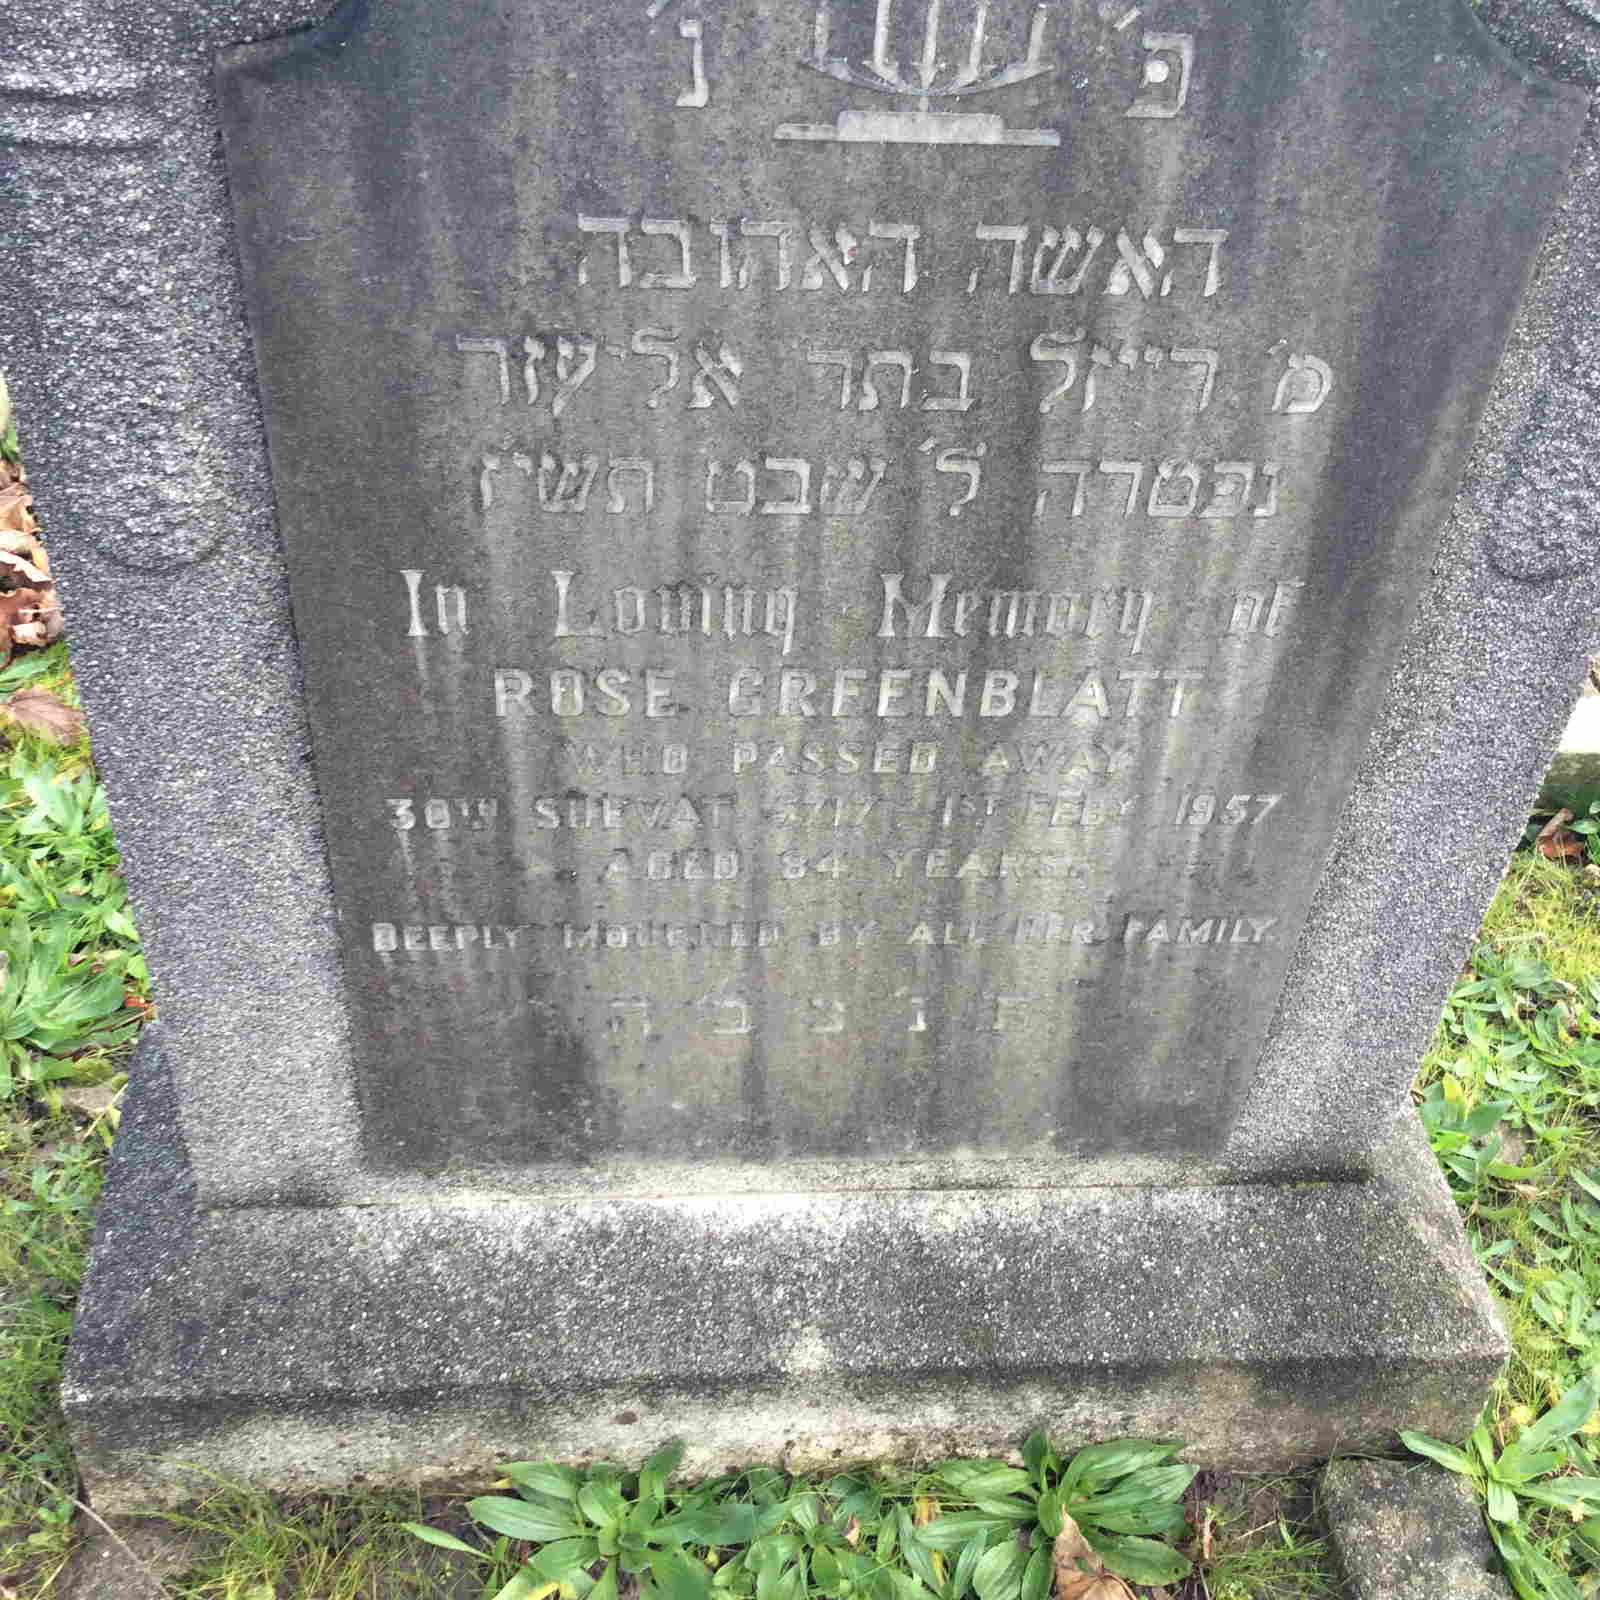 פ״ נ״
האשה האהובה
מ׳ רייזל בתר אליעזר
נפטרה ל׳ שבט תשי״ז
In Loving Memory of
ROSE GREENBLATT
WHO PASSED AWAY
30TH SHEVAT 5717 1ST FEBY 1957
AGED 84 YEARS.
DEEPLY MOURNED BY ALL HER FAMILY.
ת נ צ ב ה